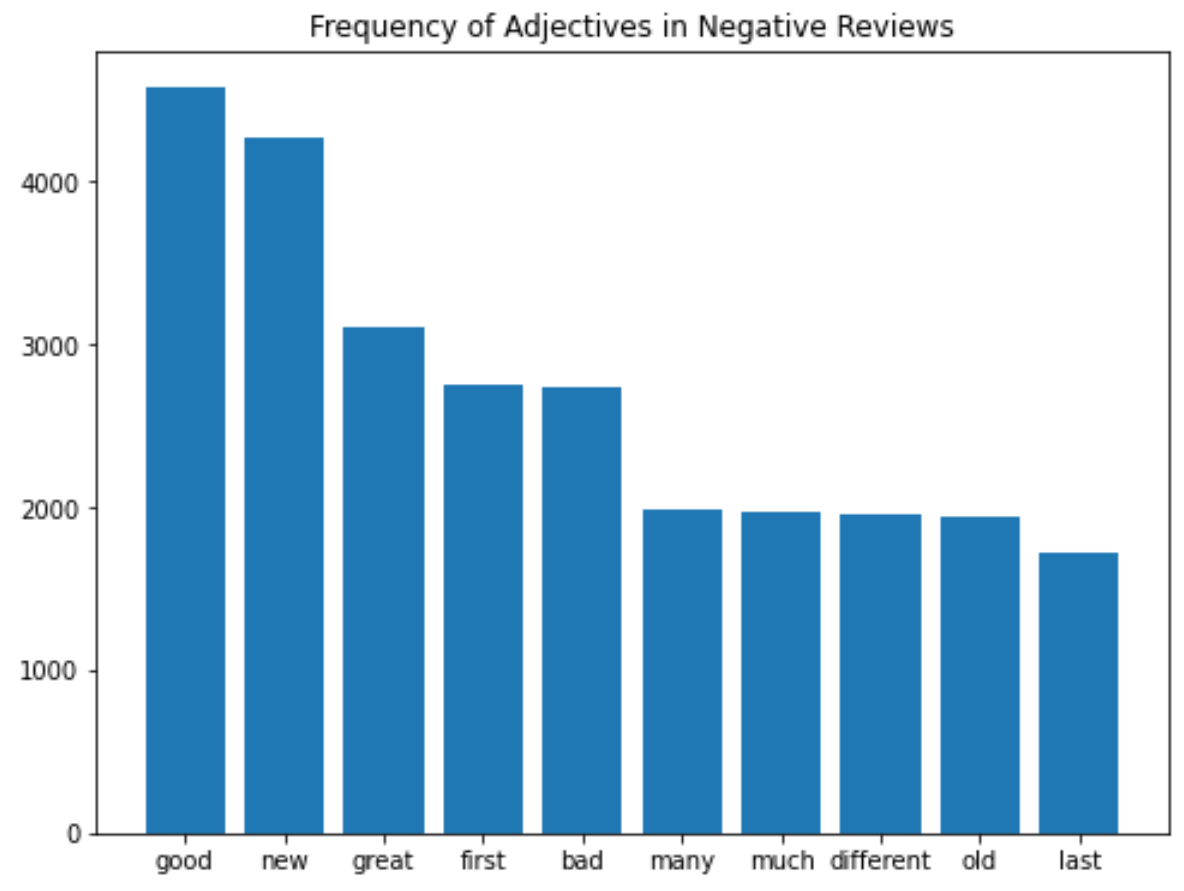 Frequency of Adjectives in Negative Reviews
4000
3000
2000
1000
0
good new great first bad many much different old last